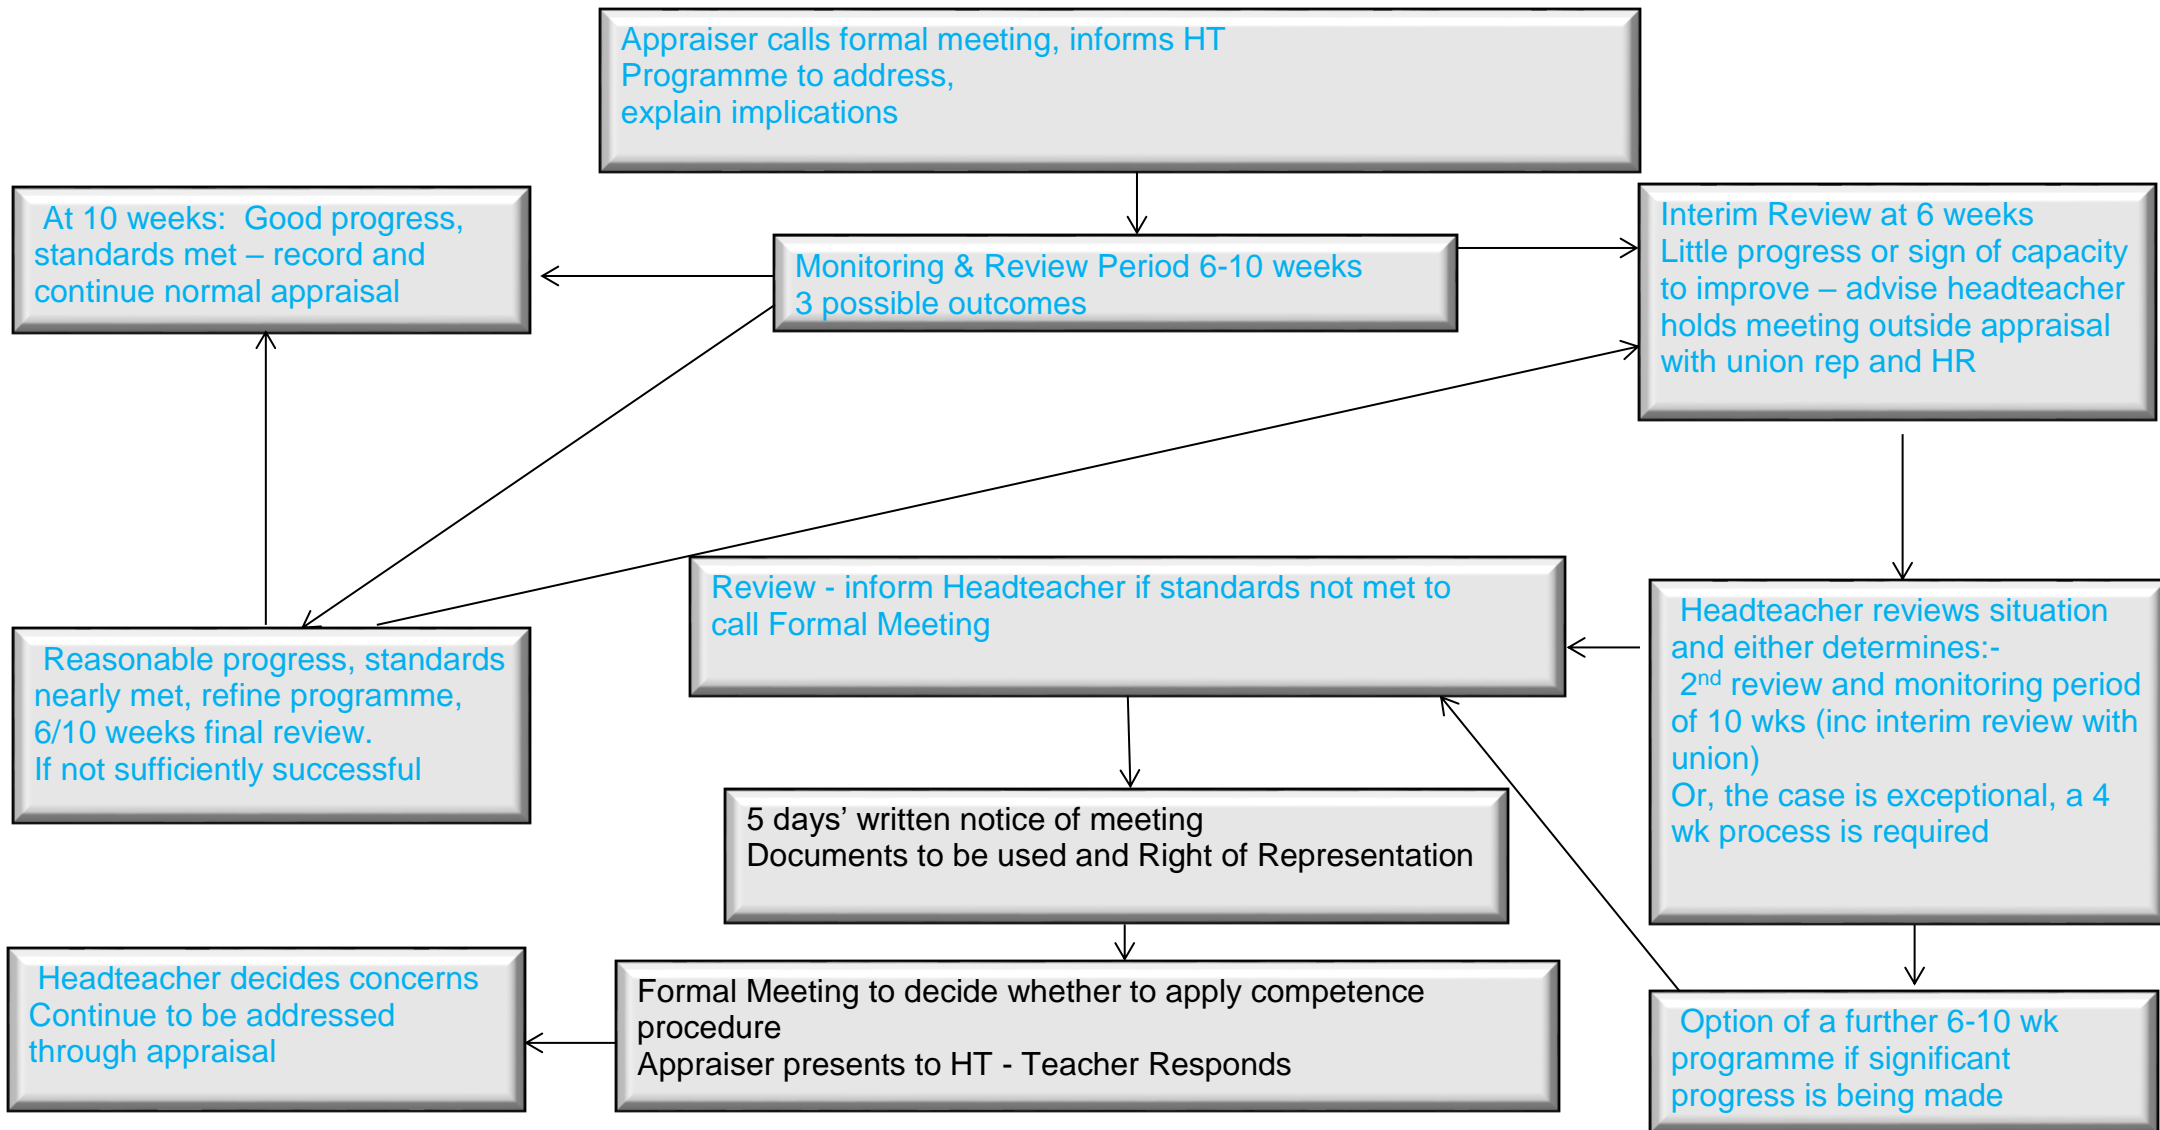 Appraiser calls formal meeting, informs HT
Programme to address,
explain implications
At 10 weeks:  Good progress,
standards met – record and
continue normal appraisal
Monitoring & Review Period 6-10 weeks
3 possible outcomes
Interim Review at 6 weeks
Little progress or sign of capacity
to improve – advise headteacher
holds meeting outside appraisal
with union rep and HR
Reasonable progress, standards
nearly met, refine programme,
6/10 weeks final review.
If not sufficiently successful
Review - inform Headteacher if standards not met to
call Formal Meeting
Headteacher reviews situation
and either determines:-
2nd review and monitoring period
of 10 wks (inc interim review with
union)
Or, the case is exceptional, a 4
wk process is required
5 days’ written notice of meeting
Documents to be used and Right of Representation
Headteacher decides concerns
Continue to be addressed
through appraisal
Formal Meeting to decide whether to apply competence
procedure
Appraiser presents to HT - Teacher Responds
Option of a further 6-10 wk
programme if significant
progress is being made